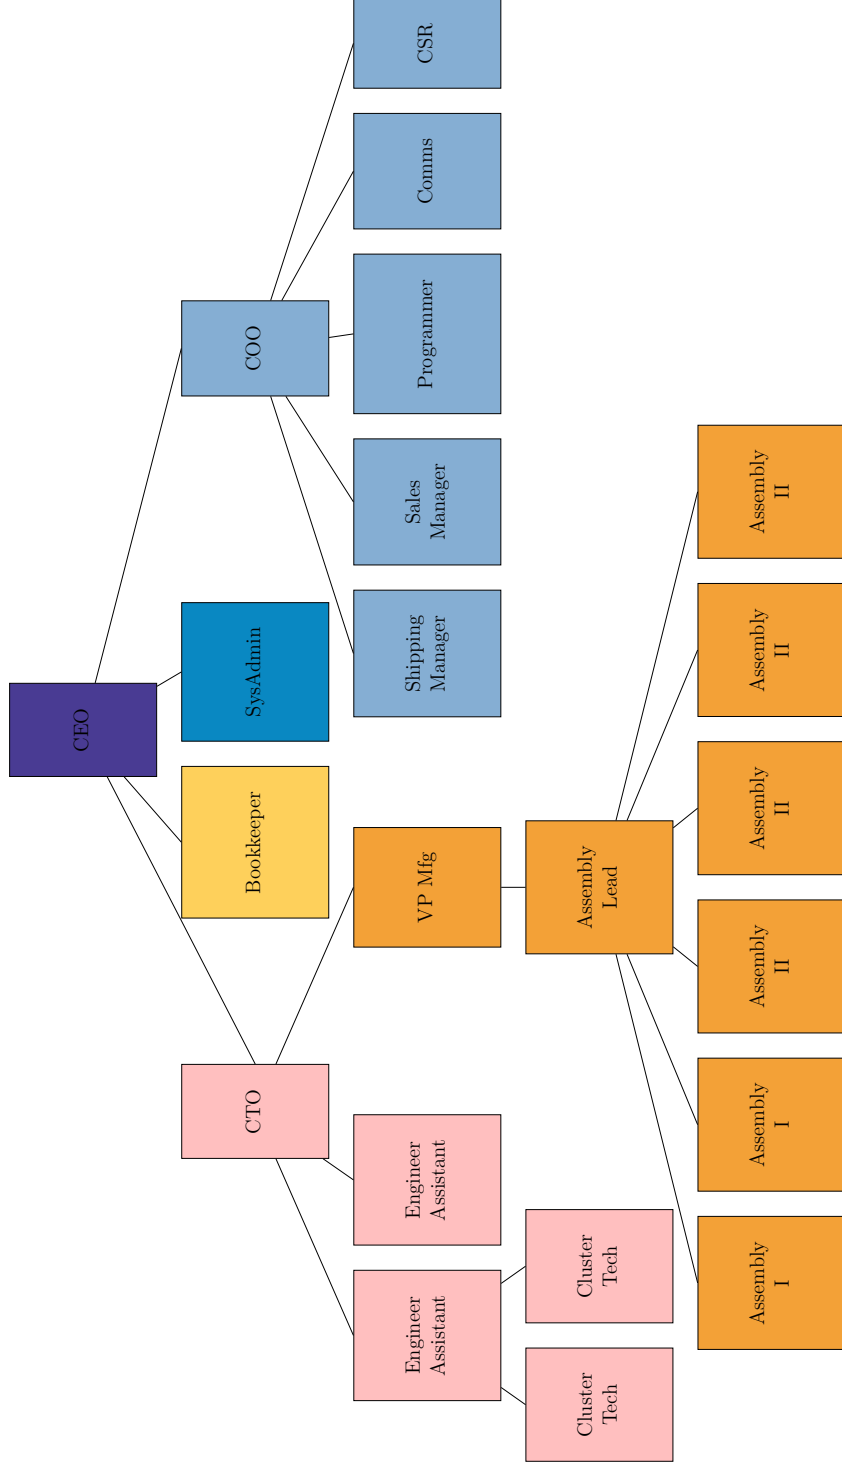 CEO
CTO
Bookkeeper
SysAdmin
COO
Engineer
Assistant
Engineer
Assistant
VP Mfg
Shipping
Manager
Sales
Manager
Programmer
Comms
CSR
Cluster
Tech
Cluster
Tech
Assembly
Lead
Assembly
I
Assembly
I
Assembly
II
Assembly
II
Assembly
II
Assembly
II